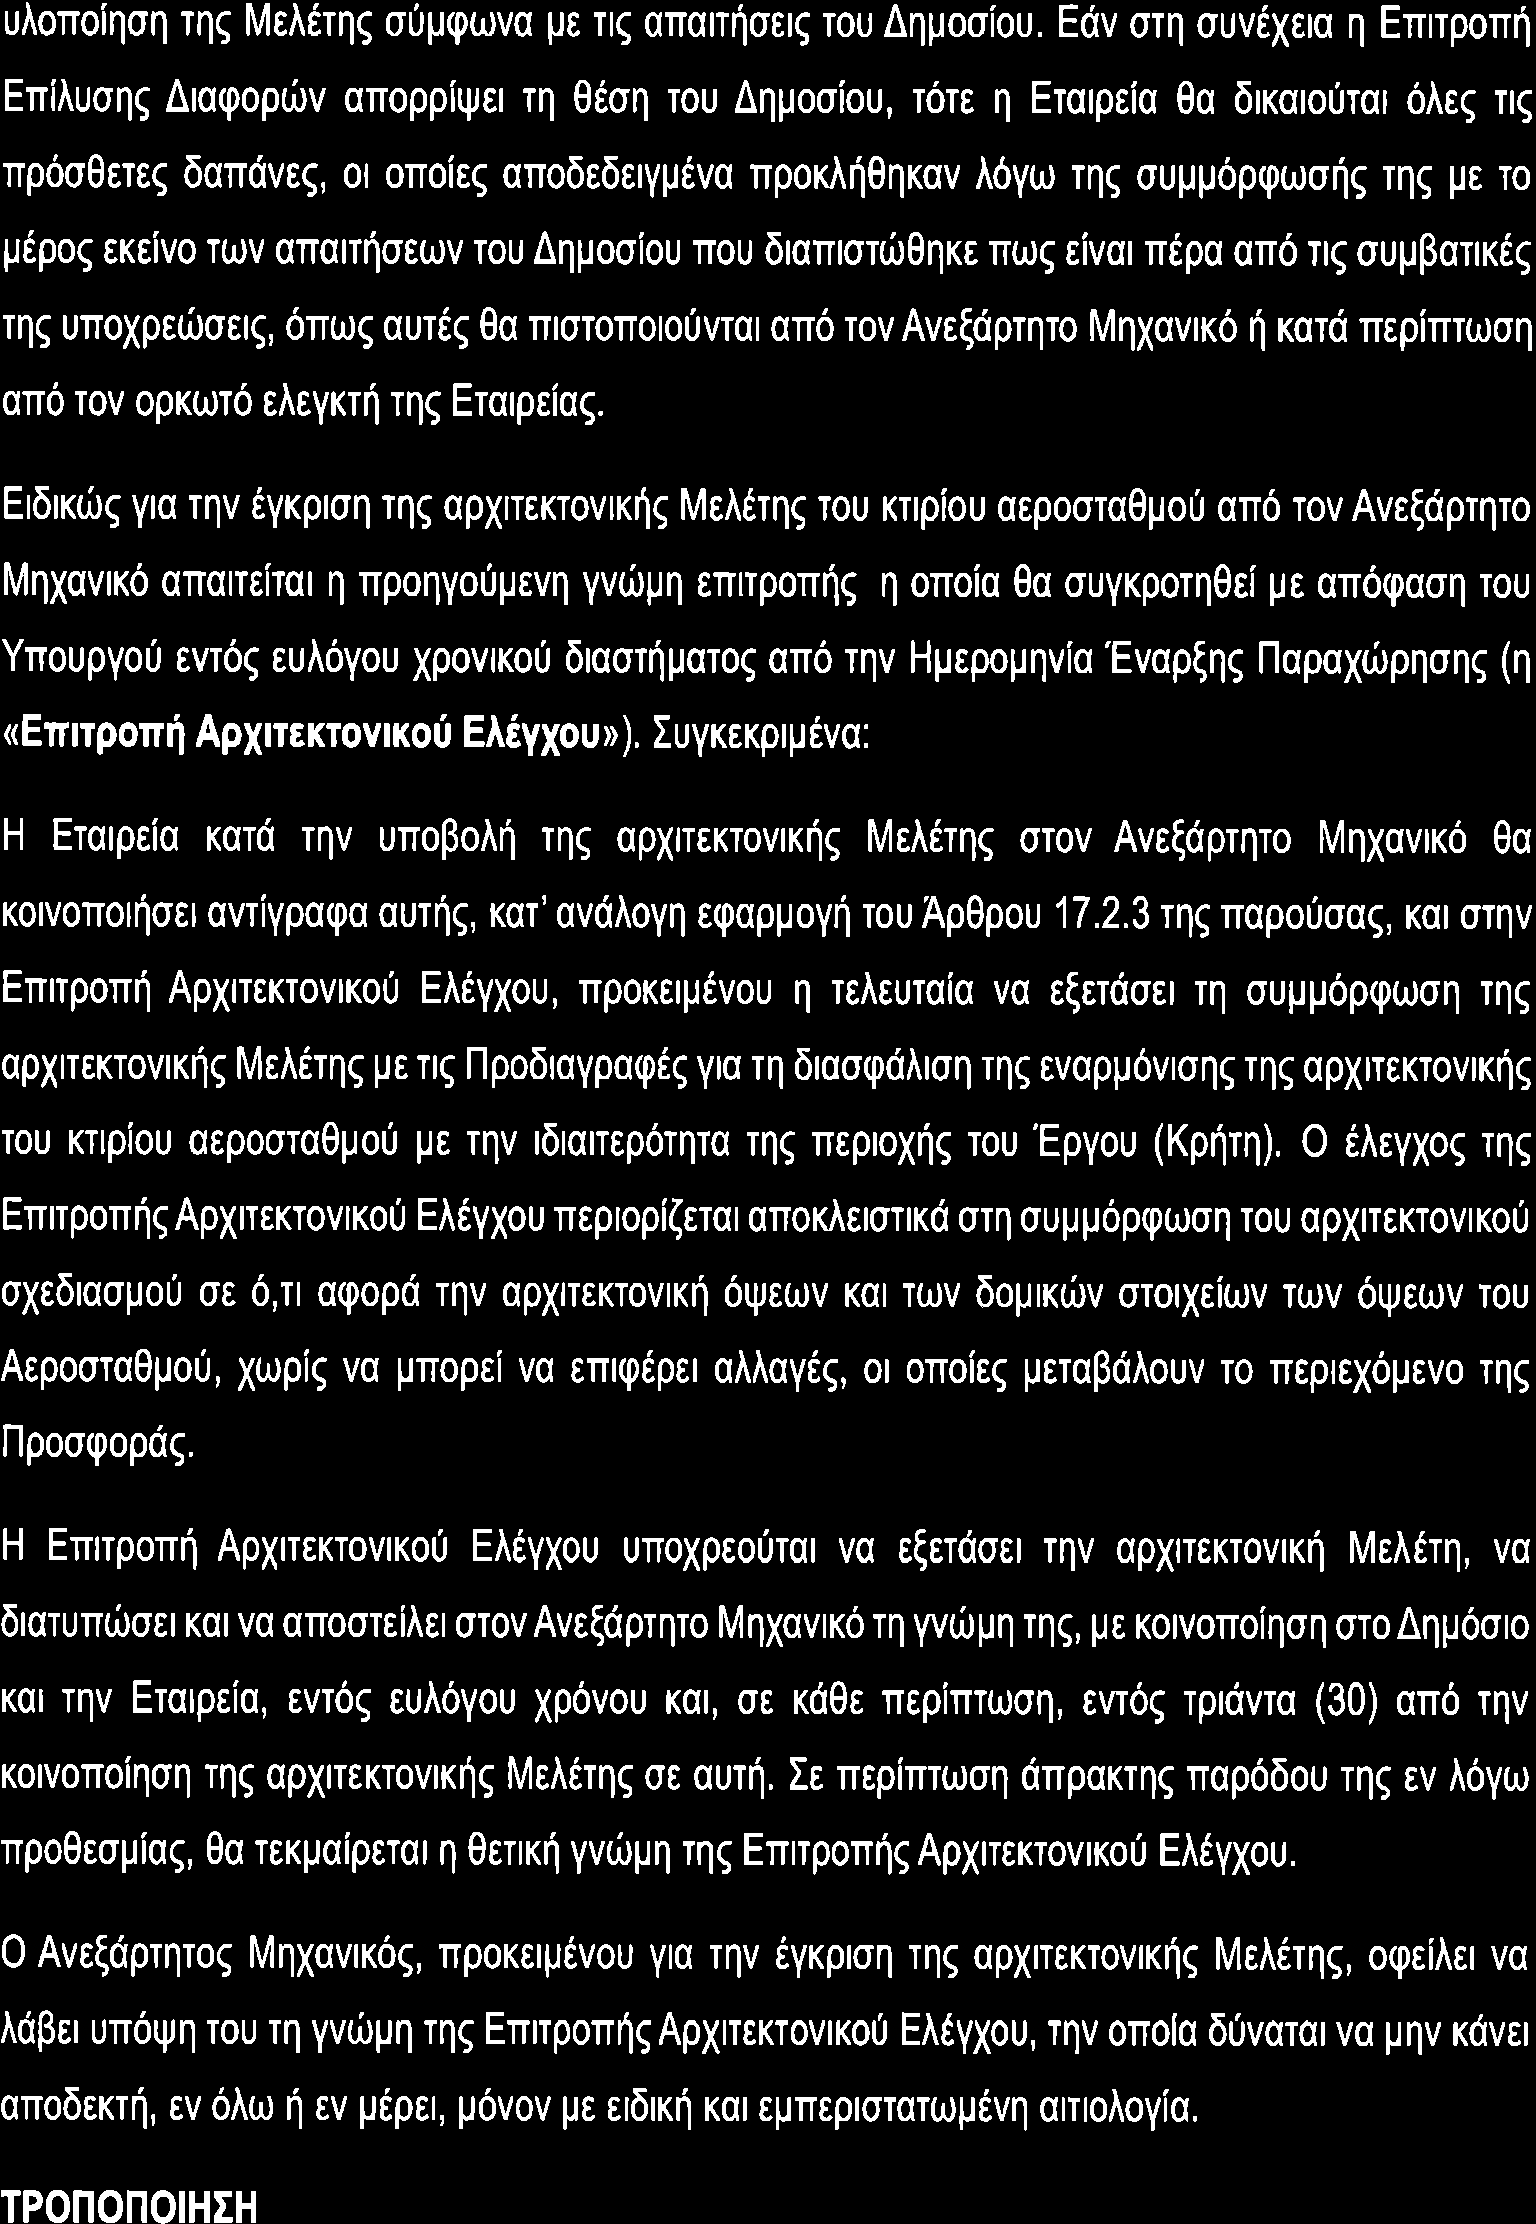 υλοποίηση της Μελέτης σύμφωνα με τις απαιτήσεις του Δημοσίου. Εάν στη συνέχεια η Επιτροπή
Επίλυσης Διαφορών απορρίψει τη θέση του Δημοσίου, τότε η Εταιρεία θα δικαιούται όλες τις
πρόσθετες δαπάνες, οι οποίες αποδεδειγμένα προκλήθηκαν λόγω της συμμόρφωσής της με το
μέρος εκείνο των απαιτήσεων του Δημοσίου που διαπιστώθηκε πως είναι πέρα από τις συμβατικές
της υποχρεώσεις, όπως αυτές θα πιστοποιούνται από τον Ανεξάρτητο Μηχανικό ή κατά περίπτωση
από τον ορκωτό ελεγκτή της Εταιρείας.
Ειδικώς για την έγκριση της αρχιτεκτονικής Μελέτης του κτιρίου αεροσταθμού από τον Ανεξάρτητο
Μηχανικό απαιτείται η προηγούμενη γνώμη επιτροπής η οποία θα συγκροτηθεί με απόφαση του
Υπουργού εντός ευλόγου χρονικού διαστήματος από την Ημερομηνία Έναρξης Παραχώρησης (η
«Επιτροπή Αρχιτεκτονικού Ελέγχου»). Συγκεκριμένα:
Η Εταιρεία κατά την υποβολή της αρχιτεκτονικής Μελέτης στον Ανεξάρτητο Μηχανικό θα
κοινοποιήσει αντίγραφα αυτής, κατ’ ανάλογη εφαρμογή του Άρθρου 17.2.3 της παρούσας, και στην
Επιτροπή Αρχιτεκτονικού Ελέγχου, προκειμένου η τελευταία να εξετάσει τη συμμόρφωση της
αρχιτεκτονικής Μελέτης με τις Προδιαγραφές για τη διασφάλιση της εναρμόνισης της αρχιτεκτονικής
του κτιρίου αεροσταθμού με την ιδιαιτερότητα της περιοχής του Έργου (Κρήτη). Ο έλεγχος της
Επιτροπής Αρχιτεκτονικού Ελέγχου περιορίζεται αποκλειστικά στη συμμόρφωση του αρχιτεκτονικού
σχεδιασμού σε ό,τι αφορά την αρχιτεκτονική όψεων και των δομικών στοιχείων των όψεων του
Αεροσταθμού, χωρίς να μπορεί να επιφέρει αλλαγές, οι οποίες μεταβάλουν το περιεχόμενο της
Προσφοράς.
Η Επιτροπή Αρχιτεκτονικού Ελέγχου υποχρεούται να εξετάσει την αρχιτεκτονική Μελέτη, να
διατυπώσει και να αποστείλει στον Ανεξάρτητο Μηχανικό τη γνώμη της, με κοινοποίηση στο Δημόσιο
και την Εταιρεία, εντός ευλόγου χρόνου και, σε κάθε περίπτωση, εντός τριάντα (30) από την
κοινοποίηση της αρχιτεκτονικής Μελέτης σε αυτή. Σε περίπτωση άπρακτης παρόδου της εν λόγω
προθεσμίας, θα τεκμαίρεται η θετική γνώμη της Επιτροπής Αρχιτεκτονικού Ελέγχου.
Ο Ανεξάρτητος Μηχανικός, προκειμένου για την έγκριση της αρχιτεκτονικής Μελέτης, οφείλει να
λάβει υπόψη του τη γνώμη της Επιτροπής Αρχιτεκτονικού Ελέγχου, την οποία δύναται να μην κάνει
αποδεκτή, εν όλω ή εν μέρει, μόνον με ειδική και εμπεριστατωμένη αιτιολογία.
ΤΡΟΠΟΠΟΙΗΣΗ